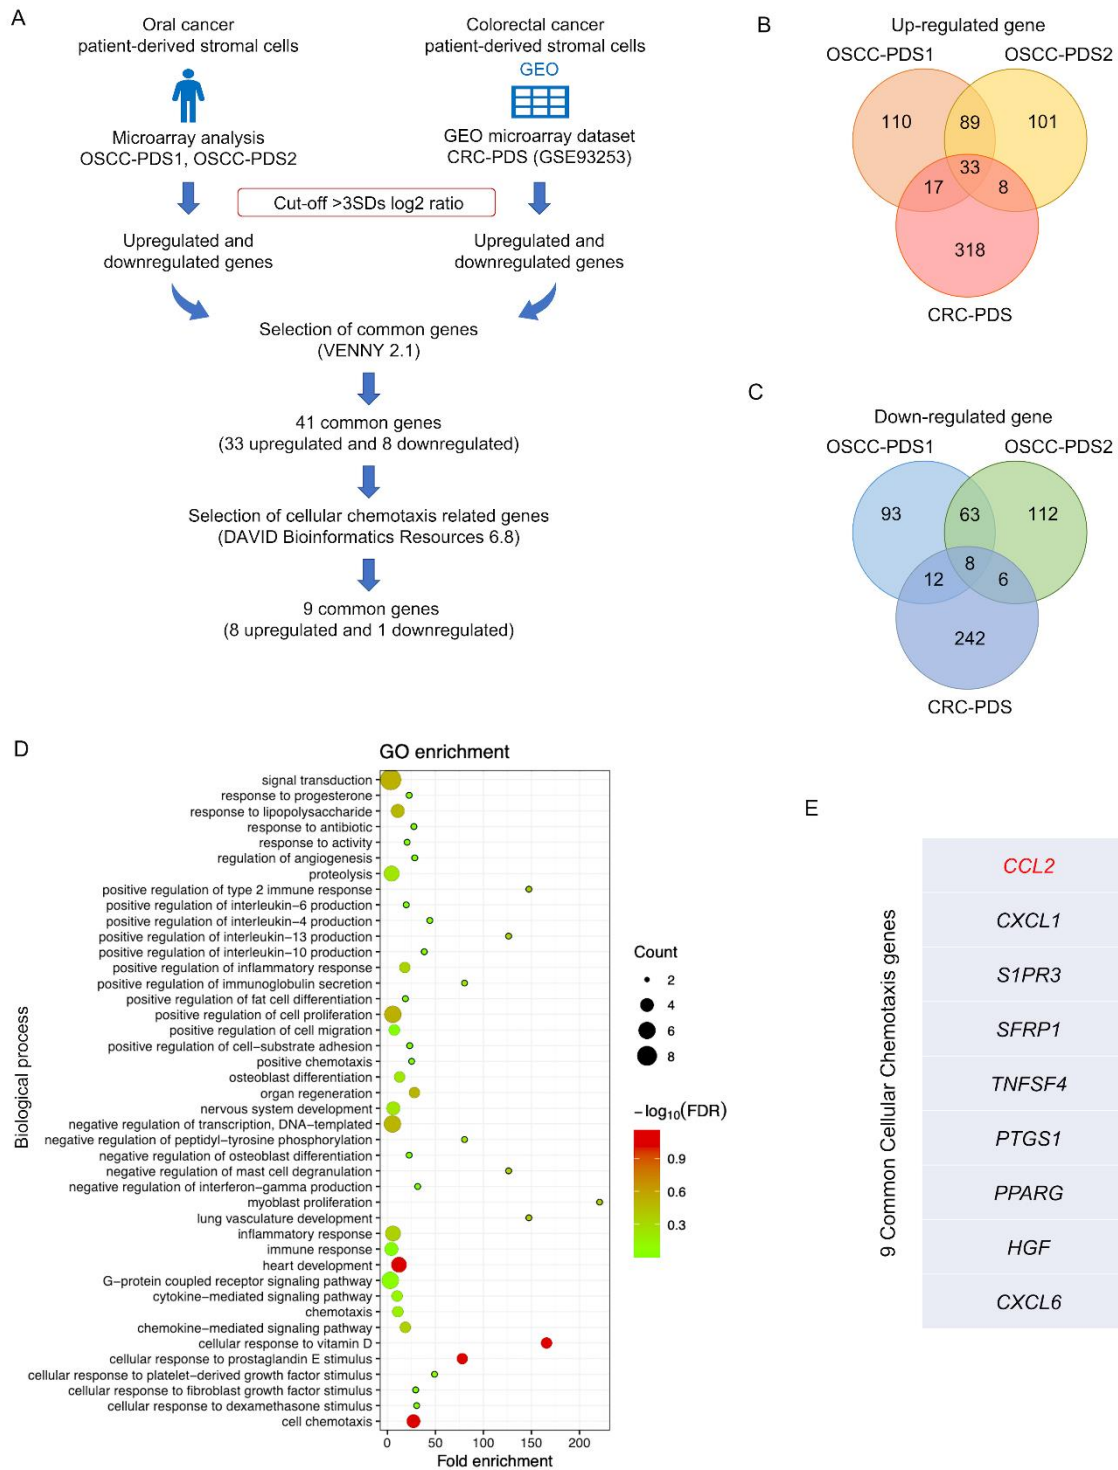 A
Oral cancer
patient-derived stromal cells
Colorectal cancer
patient-derived stromal cells
GEO
Microarray analysis
OSCC-PDS1, OSCC-PDS2
GEO microarray dataset
CRC-PDS (GSE93253)
Cut-off >3SDs log2 ratio
Upregulated and
downregulated genes
Upregulated and
downregulated genes
Selection of common genes
(VENNY 2.1)
41 common genes
(33 upregulated and 8 downregulated)
Selection of cellular chemotaxis related genes
(DAVID Bioinformatics Resources 6.8)
9 common genes
(8 upregulated and 1 downregulated)
B
Up-regulated gene
OSCC-PDS1
OSCC-PDS2
110
89
101
33
17
8
318
CRC-PDS
C
Down-regulated gene
OSCC-PDS1
OSCC-PDS2
93
63
112
8
12
6
242
CRC-PDS
D
GO enrichment
Biological process
signal transduction
response to progesterone
response to lipopolysaccharide
response to antibiotic
response to activity
regulation of angiogenesis
proteolysis
positive regulation of type 2 immune response
positive regulation of interleukin-6 production
positive regulation of interleukin-4 production
positive regulation of interleukin-13 production
positive regulation of interleukin-10 production
positive regulation of inflammatory response
positive regulation of immunoglobulin secretion
positive regulation of fat cell differentiation
positive regulation of cell proliferation
positive regulation of cell migration
positive regulation of cell-substrate adhesion
positive chemotaxis
osteoblast differentiation
organ regeneration
nervous system development
negative regulation of transcription, DNA-templated
negative regulation of peptidyl-tyrosine phosphorylation
negative regulation of osteoblast differentiation
negative regulation of mast cell degranulation
negative regulation of interferon-gamma production
myoblast proliferation
lung vasculature development
inflammatory response
immune response
heart development
G-protein coupled receptor signaling pathway
cytokine-mediated signaling pathway
chemotaxis
chemokine-mediated signaling pathway
cellular response to vitamin D
cellular response to prostaglandin E stimulus
cellular response to platelet-derived growth factor stimulus
cellular response to fibroblast growth factor stimulus
cellular response to dexamethasone stimulus
cell chemotaxis
0 50 100 150 200
Fold enrichment
Count
2
4
6
8
−log10(FDR)
0.9
0.6
0.3
E
9 Common Cellular Chemotaxis genes
CCL2
CXCL1
S1PR3
SFRP1
TNFSF4
PTGS1
PPARG
HGF
CXCL6